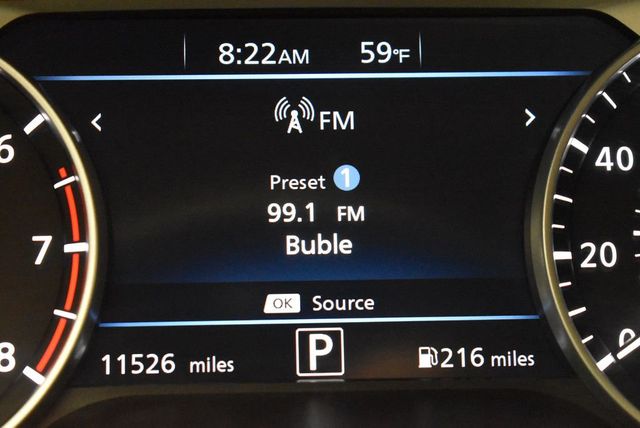 8:22AM 59°F
< FM >
Preset 1
99.1 FM
Buble
OK Source
11526 miles P 216 miles
6
7
8
40
20
0